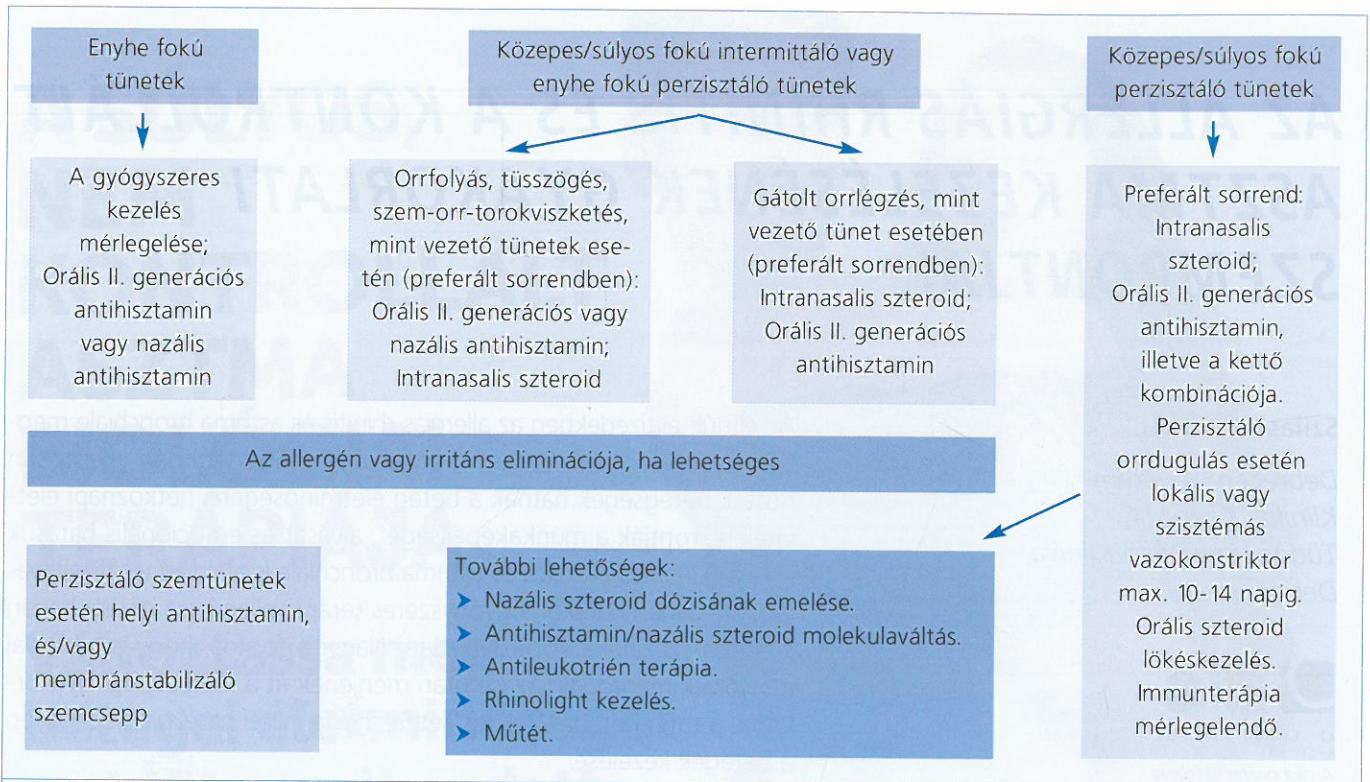 Enyhe fokú
tünetek
Közepes/súlyos fokú intermittáló vagy
enyhe fokú perzisztáló tünetek
Közepes/súlyos fokú
perzisztáló tünetek
A gyógyszeres
kezelés
mérlegelése;
Orális II. generációs
antihisztamin
vagy nazális
antihisztamin
Orrfolyás, tüsszögés,
szem-orr-torokviszketés,
mint vezető tünetek ese-
tén (preferált sorrendben):
Orális II. generációs vagy
nazális antihisztamin;
Intranasalis szteroid
Gátolt orrlégzés, mint
vezető tünet esetében
(preferált sorrendben):
Intranasalis szteroid;
Orális II. generációs
antihisztamin
Preferált sorrend:
Intranasalis
szteroid;
Orális II. generációs
antihisztamin,
illetve a kettő
kombinációja.
Perzisztáló
orrdugulás esetén
lokális vagy
szisztémás
vazokonstriktor
max. 10-14 napig.
Orális szteroid
lökéskezelés.
Immunterápia
mérlegelendő.
Az allergén vagy irritáns eliminációja, ha lehetséges
Perzisztáló szemtünetek
esetén helyi antihisztamin,
és/vagy
membránstabilizáló
szemcsepp
További lehetőségek:
➤ Nazális szteroid dózisának emelése.
➤ Antihisztamin/nazális szteroid molekulaváltás.
➤ Antileukotrién terápia.
➤ Rhinolight kezelés.
➤ Műtét.